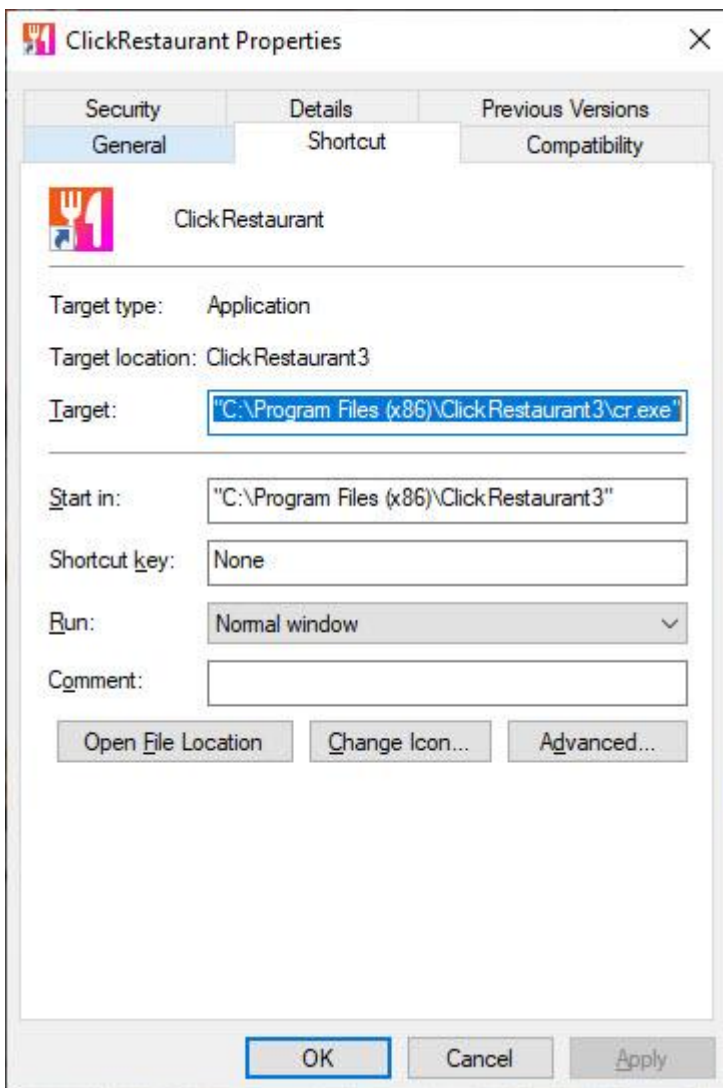 ClickRestaurant Properties
Security Details Previous Versions
General Shortcut Compatibility
ClickRestaurant
Target type: Application
Target location: ClickRestaurant3
Target: "C:\Program Files (x86)\ClickRestaurant3\cr.exe"
Start in: "C:\Program Files (x86)\ClickRestaurant3"
Shortcut key: None
Run: Normal window
Comment:
Open File Location Change Icon... Advanced...
OK Cancel Apply